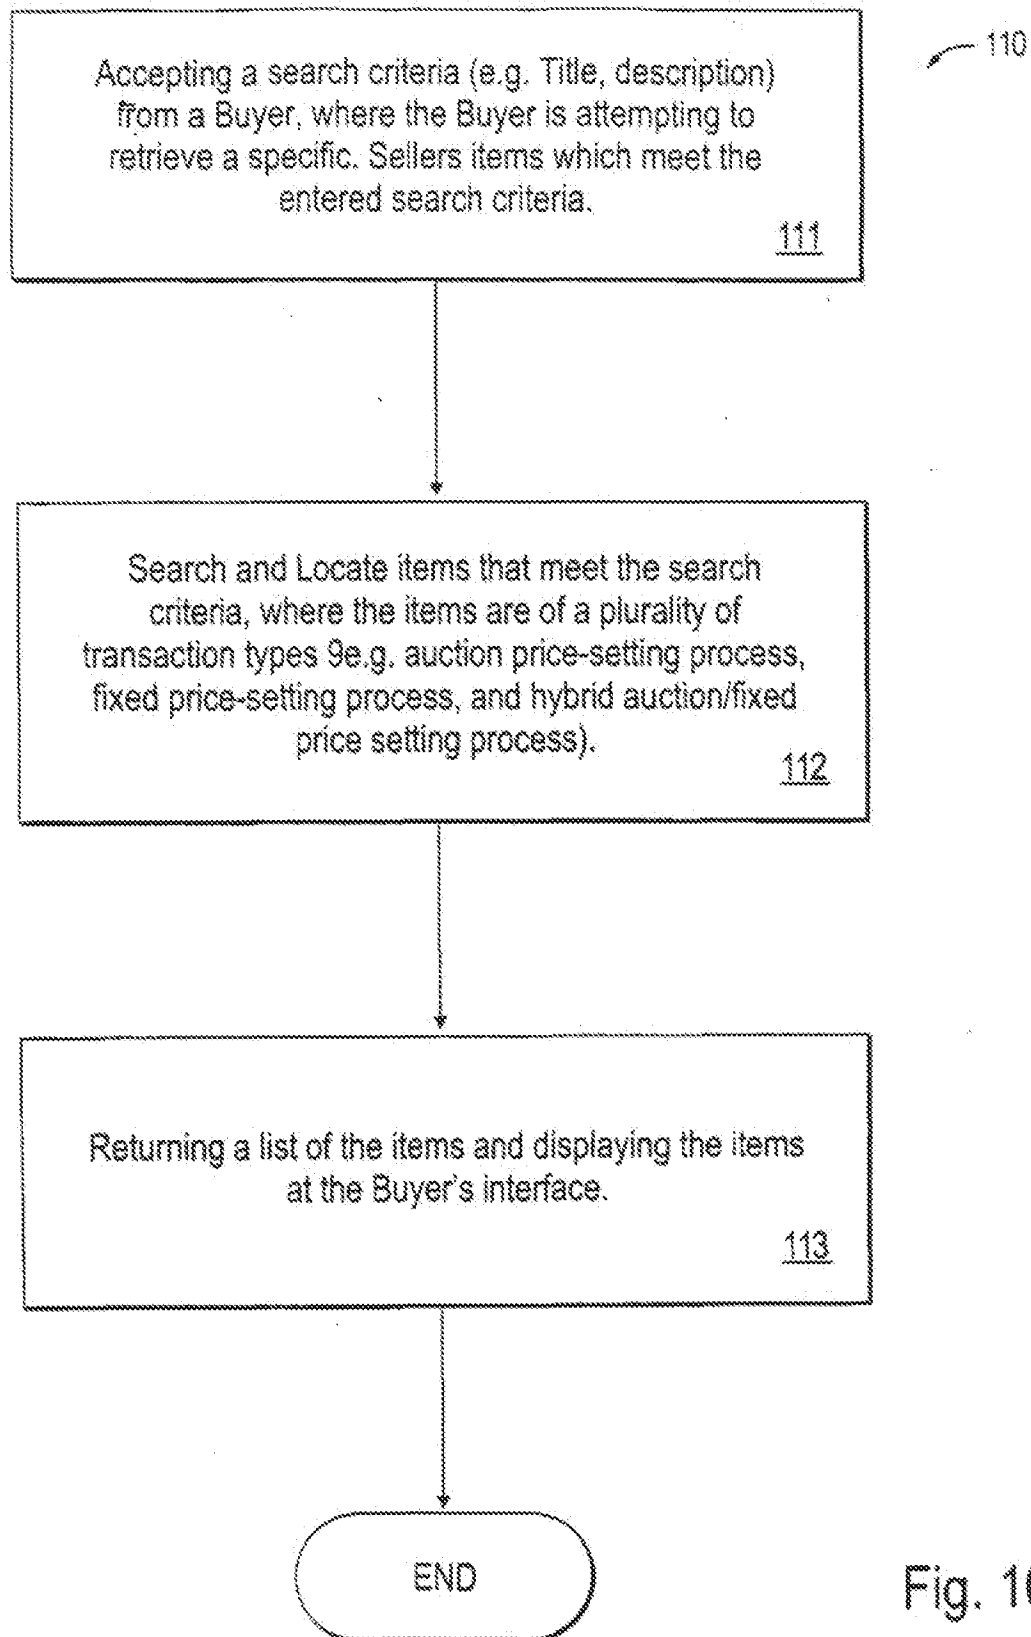 110
Accepting a search criteria (e.g. Title, description)
from a Buyer, where the Buyer is attempting to
retrieve a specific. Sellers items which meet the
entered search criteria.
111
Search and Locate items that meet the search
criteria, where the items are of a plurality of
transaction types 9e.g. auction price-setting process,
fixed price-setting process, and hybrid auction/fixed
price setting process).
112
Returning a list of the items and displaying the items
at the Buyer's interface.
113
END
Fig.